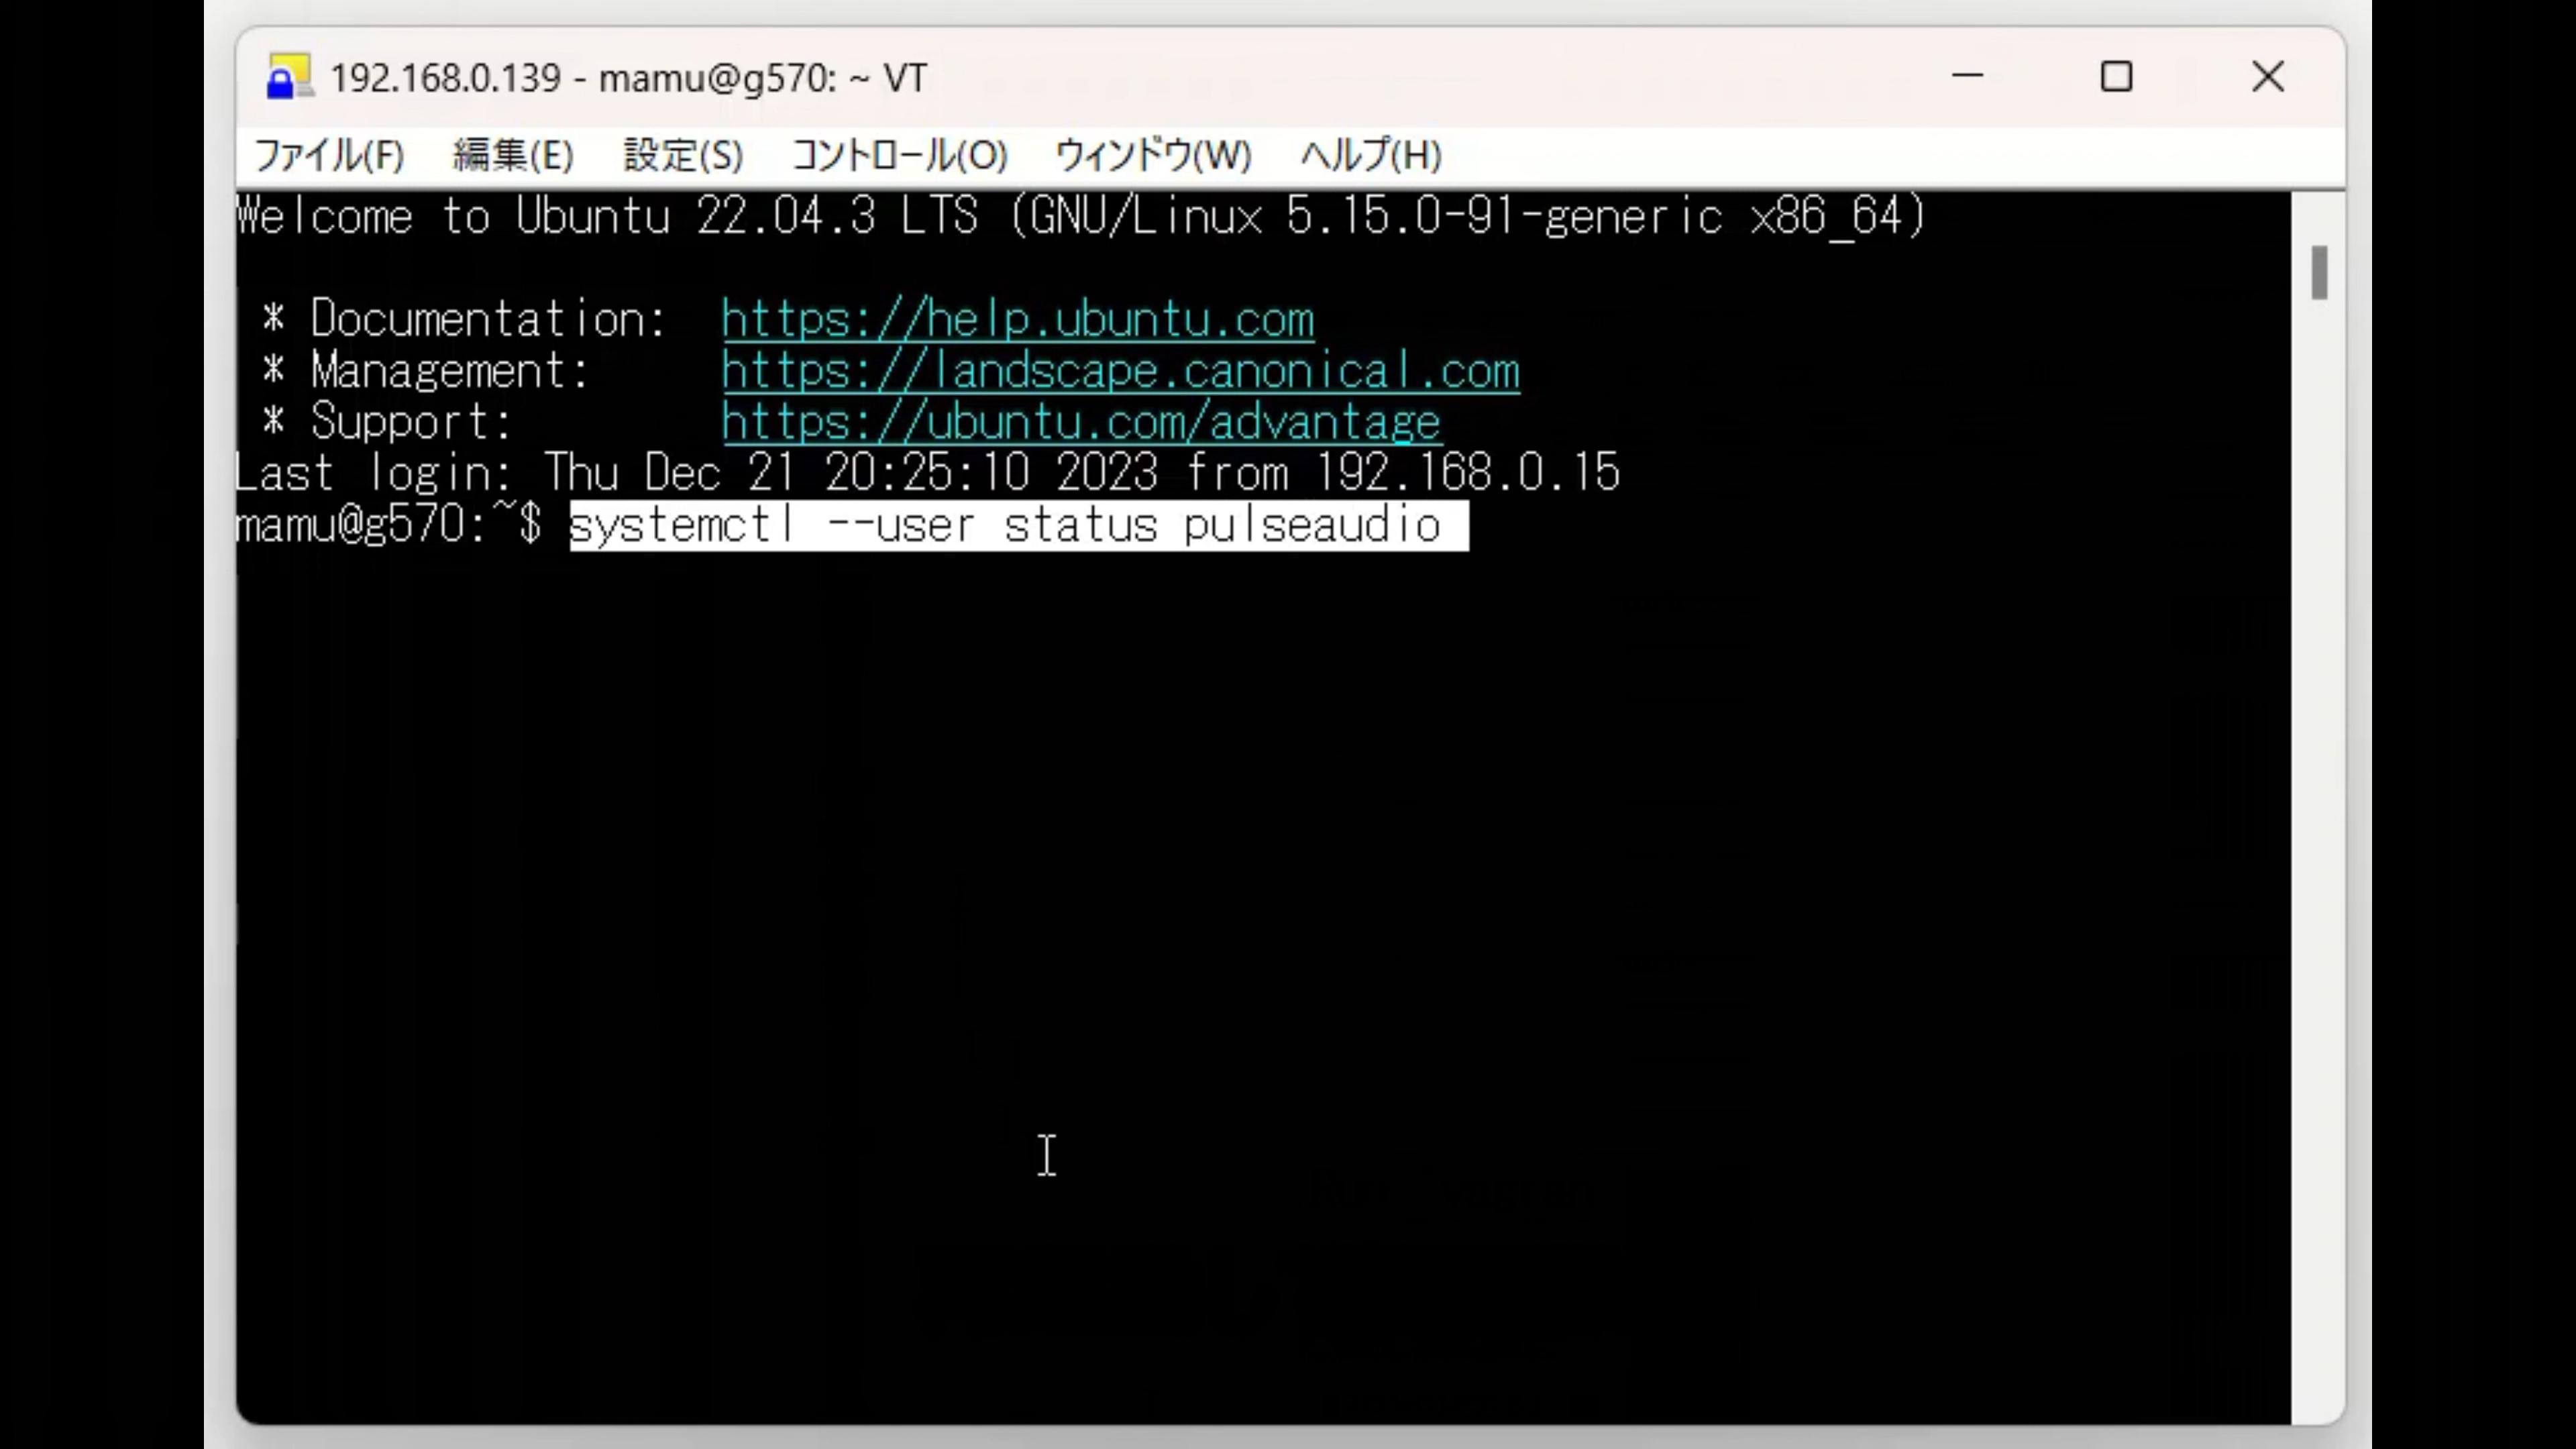 192.168.0.139 - mamu@g570: ~ VT
ファイル(F) 編集(E) 設定(S) コントロール(O) ウィンドウ(W) ヘルプ(H)
Welcome to Ubuntu 22.04.3 LTS (GNU/Linux 5.15.0-91-generic x86_64)
* Documentation: https://help.ubuntu.com
* Management: https://landscape.canonical.com
* Support: https://ubuntu.com/advantage
Last login: Thu Dec 21 20:25:10 2023 from 192.168.0.15
mamu@g570:~$ systemctl --user status pulseaudio